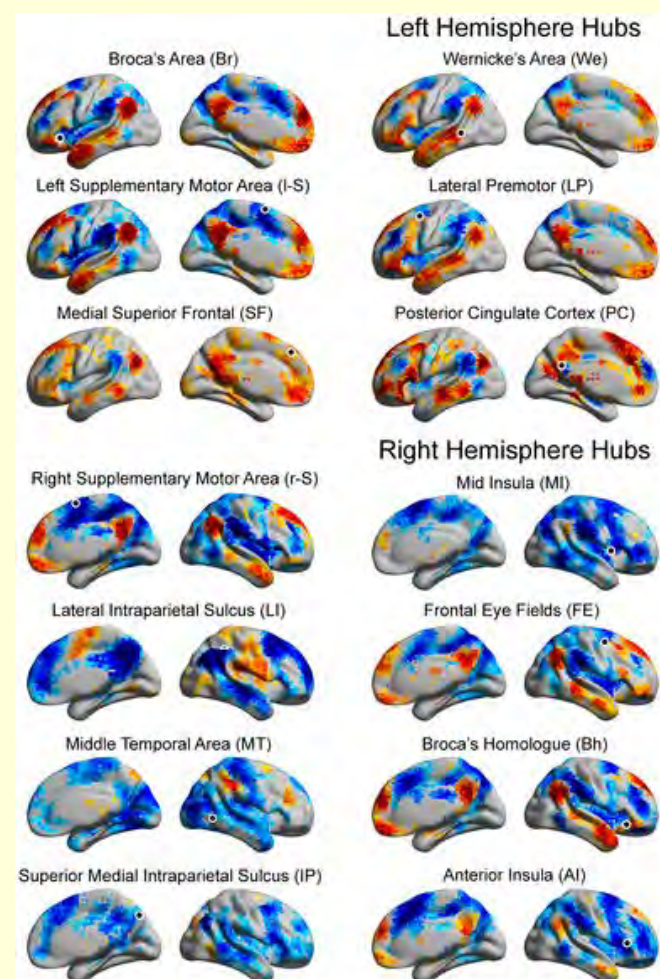 Left Hemisphere Hubs
Broca's Area (Br)
Wernicke's Area (We)
Left Supplementary Motor Area (l-S)
Lateral Premotor (LP)
Medial Superior Frontal (SF)
Posterior Cingulate Cortex (PC)
Right Hemisphere Hubs
Right Supplementary Motor Area (r-S)
Mid Insula (MI)
Lateral Intraparietal Sulcus (LI)
Frontal Eye Fields (FE)
Middle Temporal Area (MT)
Broca's Homologue (Bh)
Superior Medial Intraparietal Sulcus (IP)
Anterior Insula (AI)